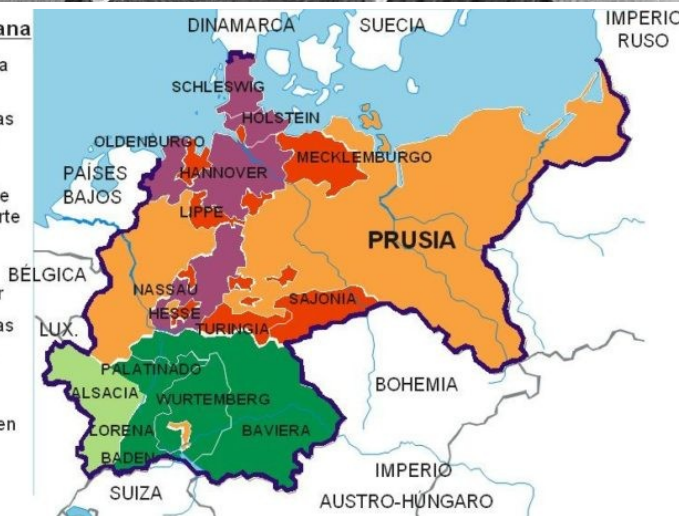 ana
a
as
e
rte
r
as
en
DINAMARCA
SUECIA
IMPERIO
RUSO
SCHLESWIG
HOLSTEIN
OLDENBURGO
MECKLEMBURGO
PAÍSES
BAJOS
HANNOVER
LIPPE
PRUSIA
BÉLGICA
NASSAU
HESSE
SAJONIA
TURINGIA
LUX.
PALATINADO
BOHEMIA
ALSACIA
WURTEMBERG
LORENA
BAVIERA
BADEN
SUIZA
IMPERIO
AUSTRO-HÚNGARO